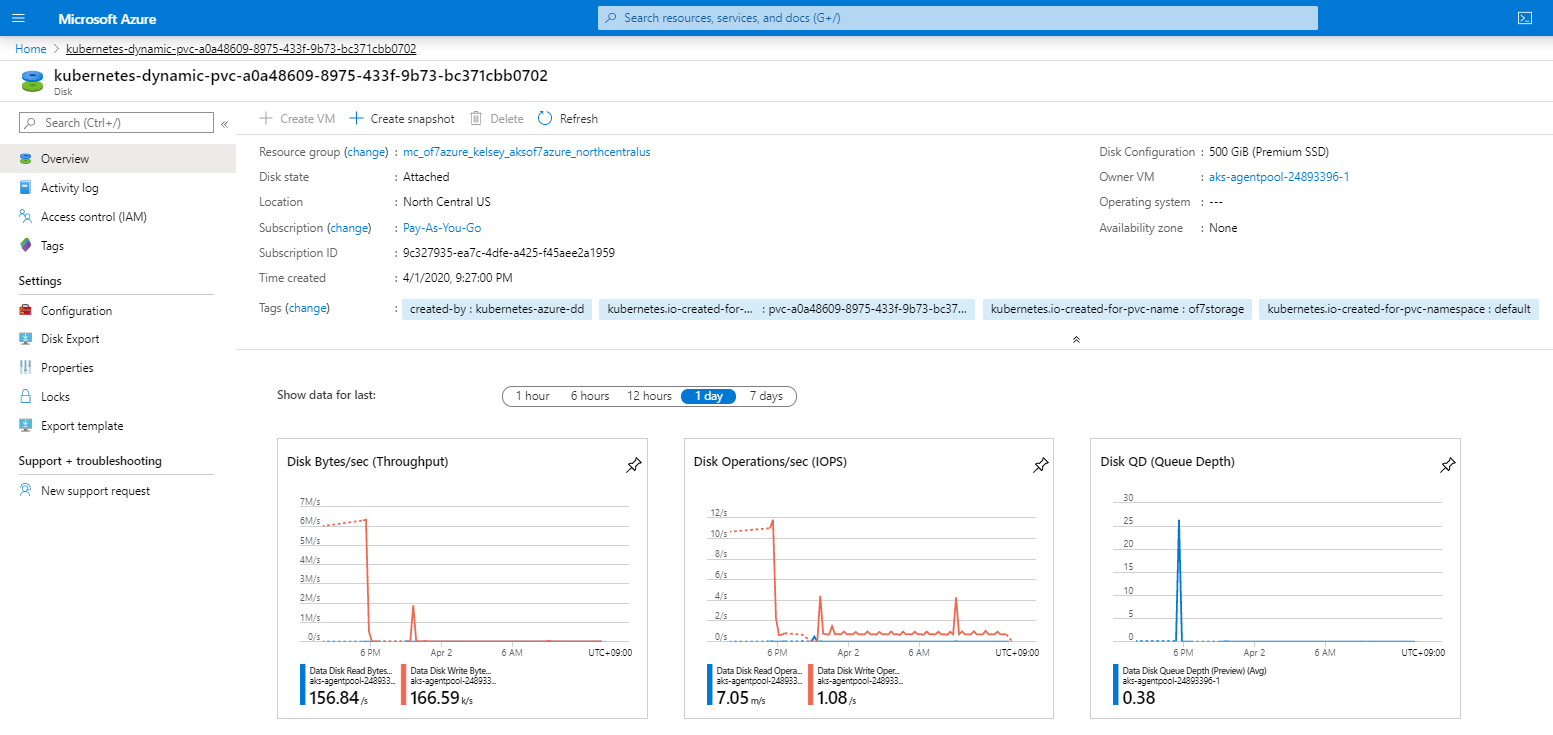 Microsoft Azure
Search resources, services, and docs (G+/)
Home > kubernetes-dynamic-pvc-a0a48609-8975-433f-9b73-bc371cbb0702
kubernetes-dynamic-pvc-a0a48609-8975-433f-9b73-bc371cbb0702
Disk
Search (Ctrl+/)
«
Overview
Activity log
Access control (IAM)
Tags
Settings
Configuration
Disk Export
Properties
Locks
Export template
Support + troubleshooting
New support request
Create VM Create snapshot Delete Refresh
Resource group (change) : mc_of7azure_kelsey_aksof7azure_northcentralus
Disk state : Attached
Location : North Central US
Subscription (change) : Pay-As-You-Go
Subscription ID : 9c327935-ea7c-4dfe-a425-f45aee2a1959
Time created : 4/1/2020, 9:27:00 PM
Disk Configuration : 500 GiB (Premium SSD)
Owner VM : aks-agentpool-24893396-1
Operating system : ---
Availability zone : None
Tags (change) : created-by : kubernetes-azure-dd kubernetes.io-created-for-... : pvc-a0a48609-8975-433f-9b73-bc37... kubernetes.io-created-for-pvc-name : of7storage kubernetes.io-created-for-pvc-namespace : default
Show data for last: 1 hour 6 hours 12 hours 1 day 7 days
Disk Bytes/sec (Throughput)
7M/s
6M/s
5M/s
4M/s
3M/s
2M/s
1M/s
0/s
6 PM Apr 2 6 AM UTC+09:00
Data Disk Read Bytes... Data Disk Write Byte...
aks-agentpool-248933... aks-agentpool-248933...
156.84 /s 166.59 k/s
Disk Operations/sec (IOPS)
12/s
10/s
8/s
6/s
4/s
2/s
0/s
6 PM Apr 2 6 AM UTC+09:00
Data Disk Read Opera... Data Disk Write Oper...
aks-agentpool-248933... aks-agentpool-248933...
7.05 m/s 1.08 /s
Disk QD (Queue Depth)
30
25
20
15
10
5
0
6 PM Apr 2 6 AM UTC+09:00
Data Disk Queue Depth (Preview) (Avg)
aks-agentpool-24893396-1
0.38